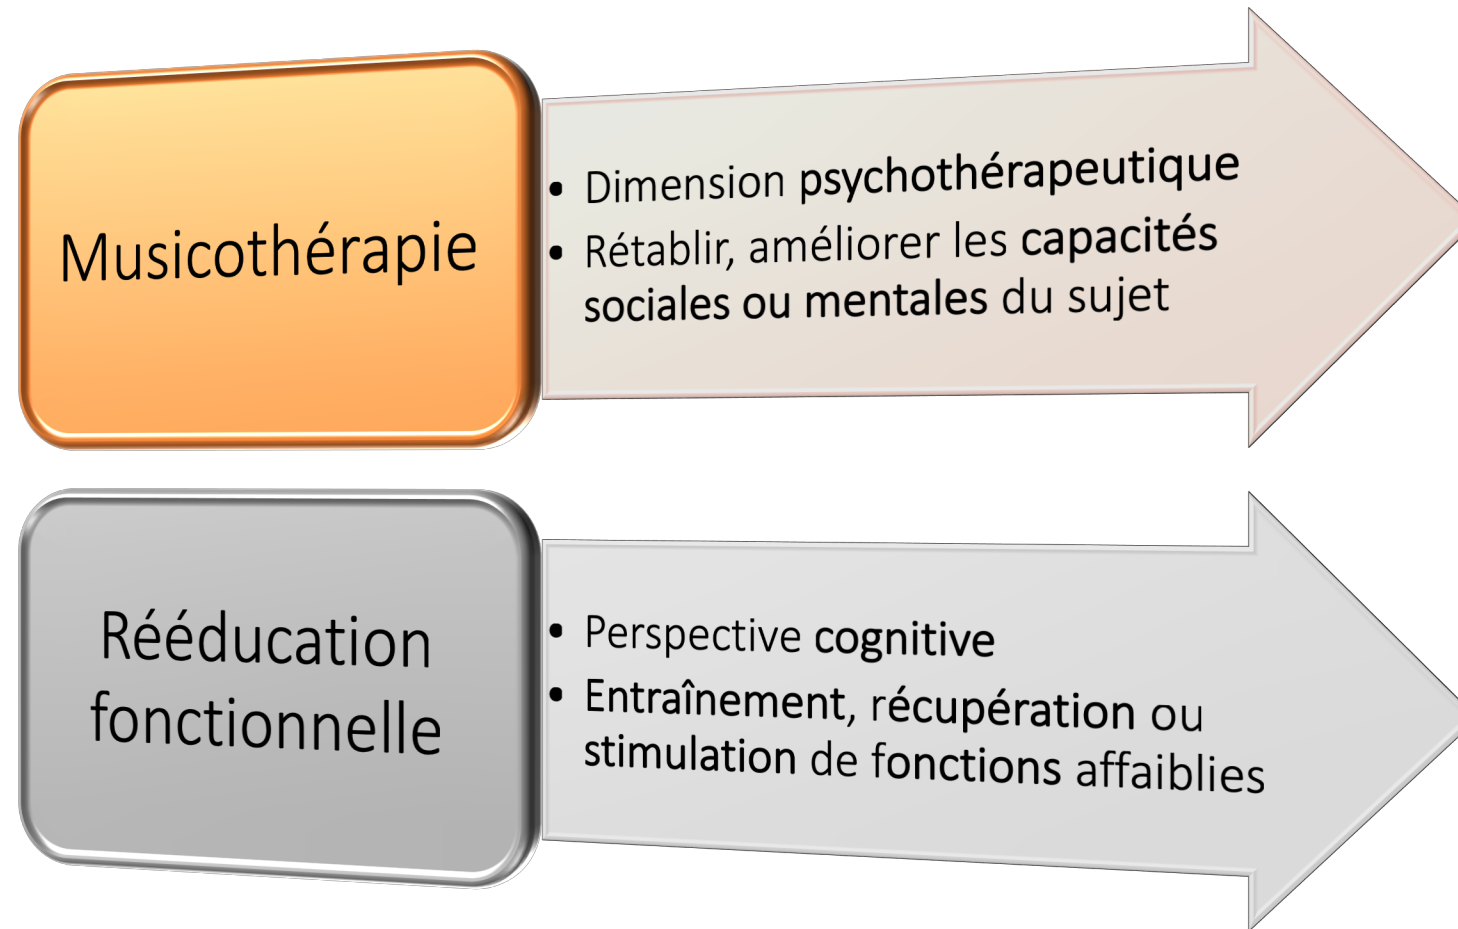 Musicothérapie
• Dimension psychothérapeutique
• Rétablir, améliorer les capacités
sociales ou mentales du sujet
Rééducation
fonctionnelle
• Perspective cognitive
• Entraînement, récupération ou
stimulation de fonctions affaiblies